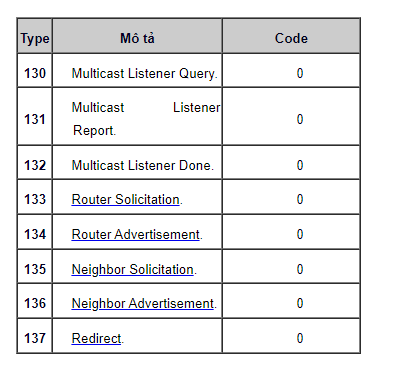 Type Mô tả Code
130 Multicast Listener Query. 0
131 Multicast Listener Report. 0
132 Multicast Listener Done. 0
133 Router Solicitation. 0
134 Router Advertisement. 0
135 Neighbor Solicitation. 0
136 Neighbor Advertisement. 0
137 Redirect. 0